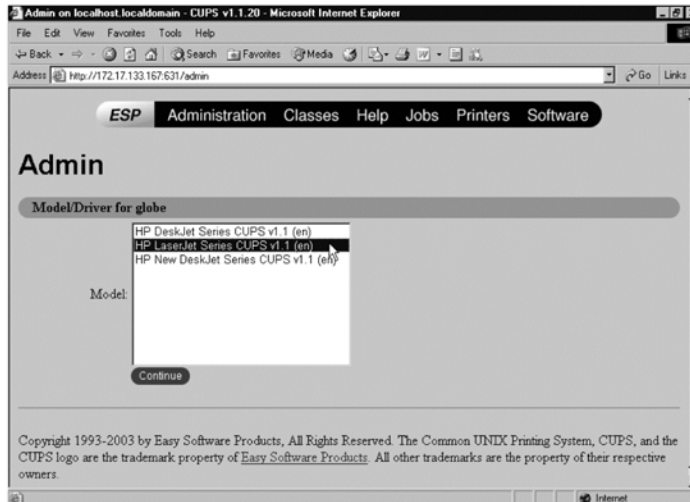 Admin on localhost.localdomain - CUPS v1.1.20 - Microsoft Internet Explorer
File Edit View Favorites Tools Help
Back Search Favorites Media
Address http://172.17.133.167:631/admin Go Links
ESP Administration Classes Help Jobs Printers Software
Admin
Model/Driver for globe
HP DeskJet Series CUPS v1.1 (en)
HP LaserJet Series CUPS v1.1 (en)
HP New DeskJet Series CUPS v1.1 (en)
Model:
Continue
Copyright 1993-2003 by Easy Software Products, All Rights Reserved. The Common UNIX Printing System, CUPS, and the
CUPS logo are the trademark property of Easy Software Products. All other trademarks are the property of their respective
owners.
Internet